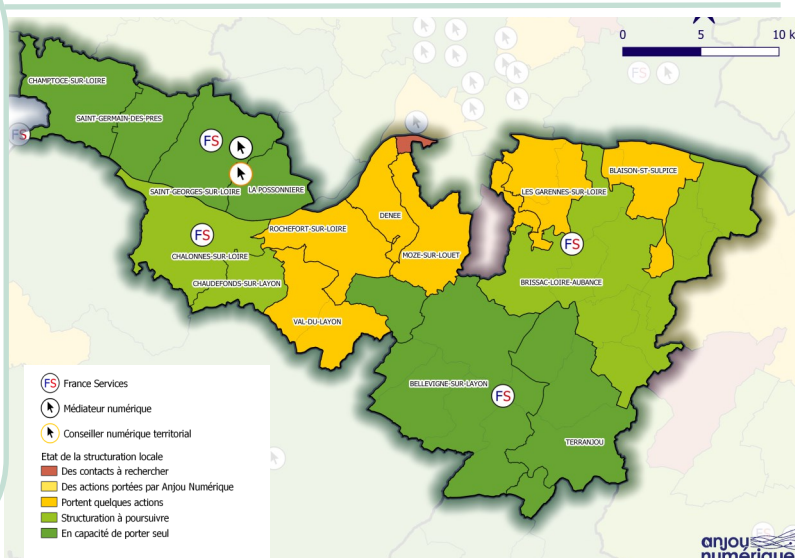 0 5 10 k
CHAMPTOCE-SUR-LOIRE
SAINT-GERMAIN-DES-PRES
FS
FS
FS
SAINT-GEORGES-SUR-LOIRE
LA POSSONNIERE
BLAISON-ST-SULPICE
LES GARENNES-SUR-LOIRE
DENEE
ROCHEFORT-SUR-LOIRE
FS
FS
MOZE-SUR-LOUET
CHALONNES-SUR-LOIRE
CHAUDEFONDS-SUR-LAYON
BRISSAC-LOIRE-AUBANCE
VAL-DU-LAYON
BELLEVIGNE-SUR-LAYON
FS
TERRANJOU
FS France Services
Médiateur numérique
Conseiller numérique territorial
Etat de la structuration locale
Des contacts à rechercher
Des actions portées par Anjou Numérique
Portent quelques actions
Structuration à poursuivre
En capacité de porter seul
FS
anjou
numérique